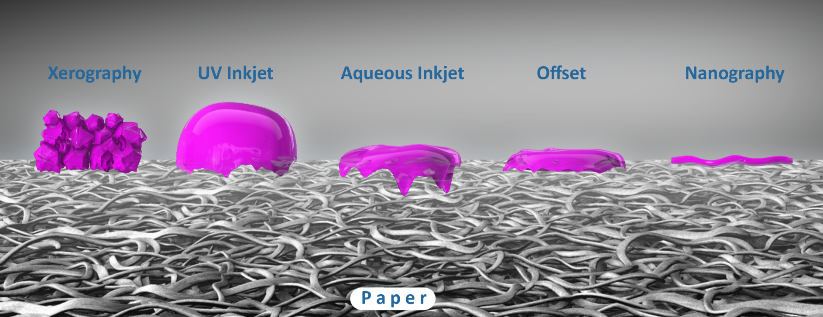 Xerography UV Inkjet Aqueous Inkjet Offset Nanography
Paper